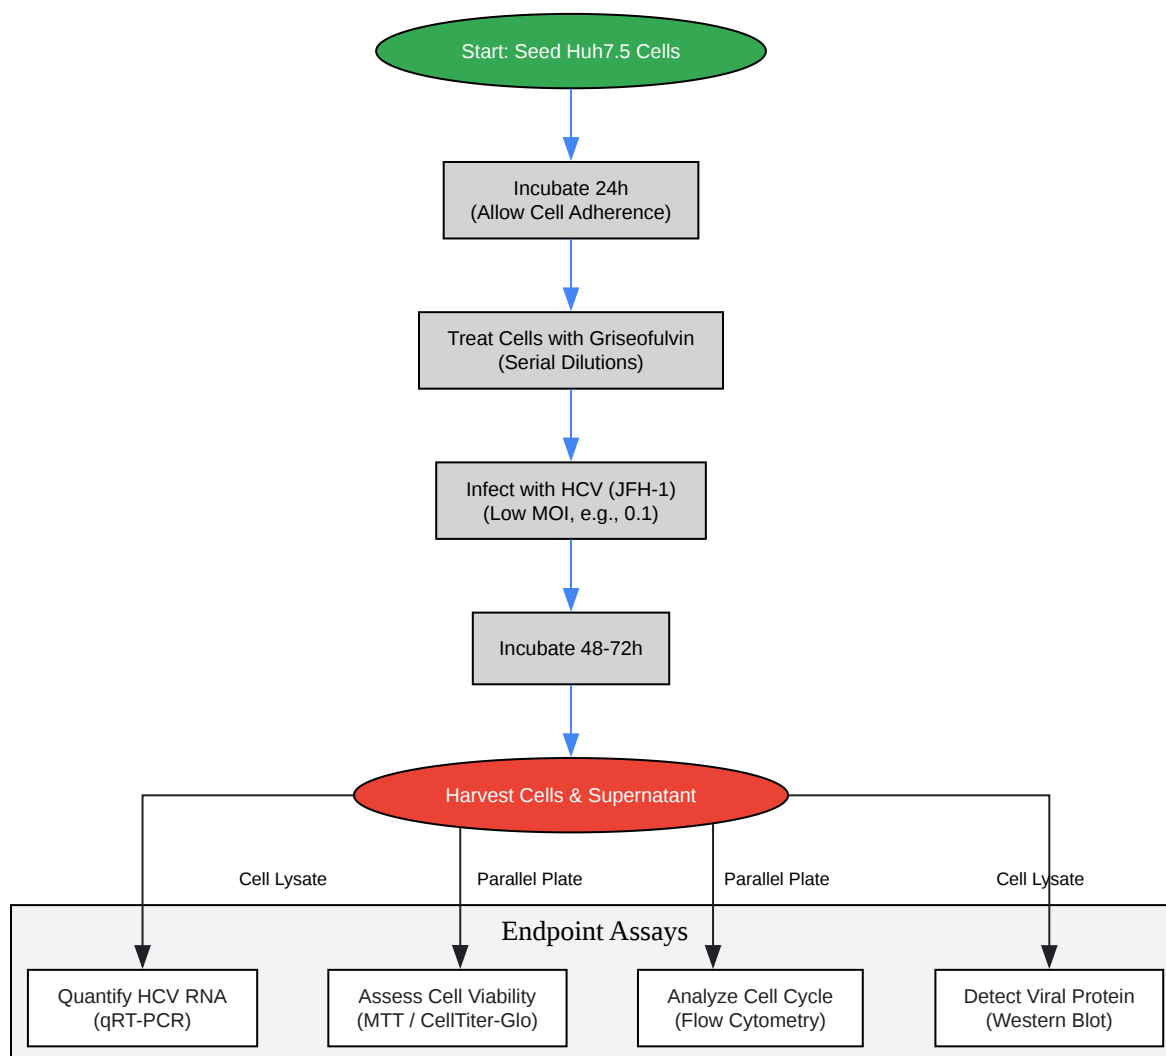 Start: Seed Huh7.5 Cells
Incubate 24h
(Allow Cell Adherence)
Treat Cells with Griseofulvin
(Serial Dilutions)
Infect with HCV (JFH-1)
(Low MOI, e.g., 0.1)
Incubate 48-72h
Harvest Cells & Supernatant
Cell Lysate
Parallel Plate
Parallel Plate
Cell Lysate
Endpoint Assays
Quantify HCV RNA
(qRT-PCR)
Assess Cell Viability
(MTT / CellTiter-Glo)
Analyze Cell Cycle
(Flow Cytometry)
Detect Viral Protein
(Western Blot)